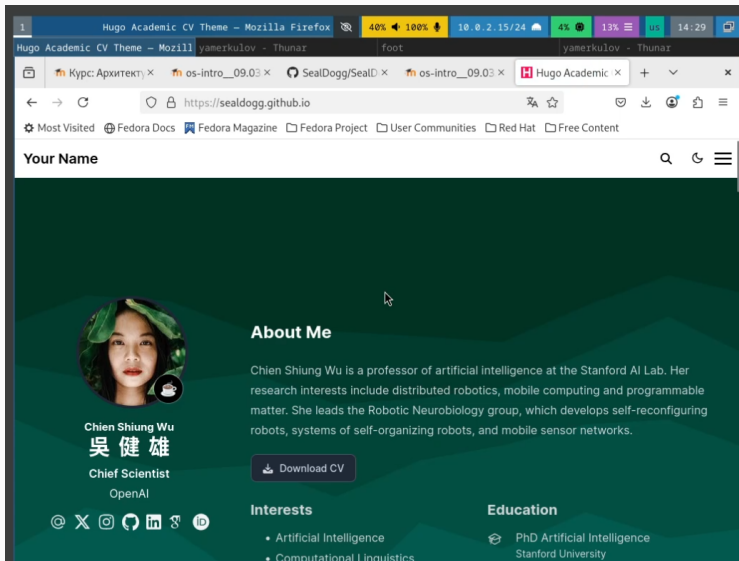 1 Hugo Academic CV Theme — Mozilla Firefox 40% 100% 10.0.2.15/24 4% 13% us 14:29
Hugo Academic CV Theme — Mozill yamerkulov - Thunar foot yamerkulov - Thunar
Курс: Архитекту os-intro__09.03 SealDogg/SealD os-intro__09.03 Hugo Academic
https://sealdogg.github.io
Most Visited Fedora Docs Fedora Magazine Fedora Project User Communities Red Hat Free Content
Your Name
About Me
Chien Shiung Wu is a professor of artificial intelligence at the Stanford AI Lab. Her
research interests include distributed robotics, mobile computing and programmable
matter. She leads the Robotic Neurobiology group, which develops self-reconfiguring
robots, systems of self-organizing robots, and mobile sensor networks.
Download CV
Chien Shiung Wu
吳健雄
Chief Scientist
OpenAI
Interests
Artificial Intelligence
Computational Linguistics
Education
PhD Artificial Intelligence
Stanford University